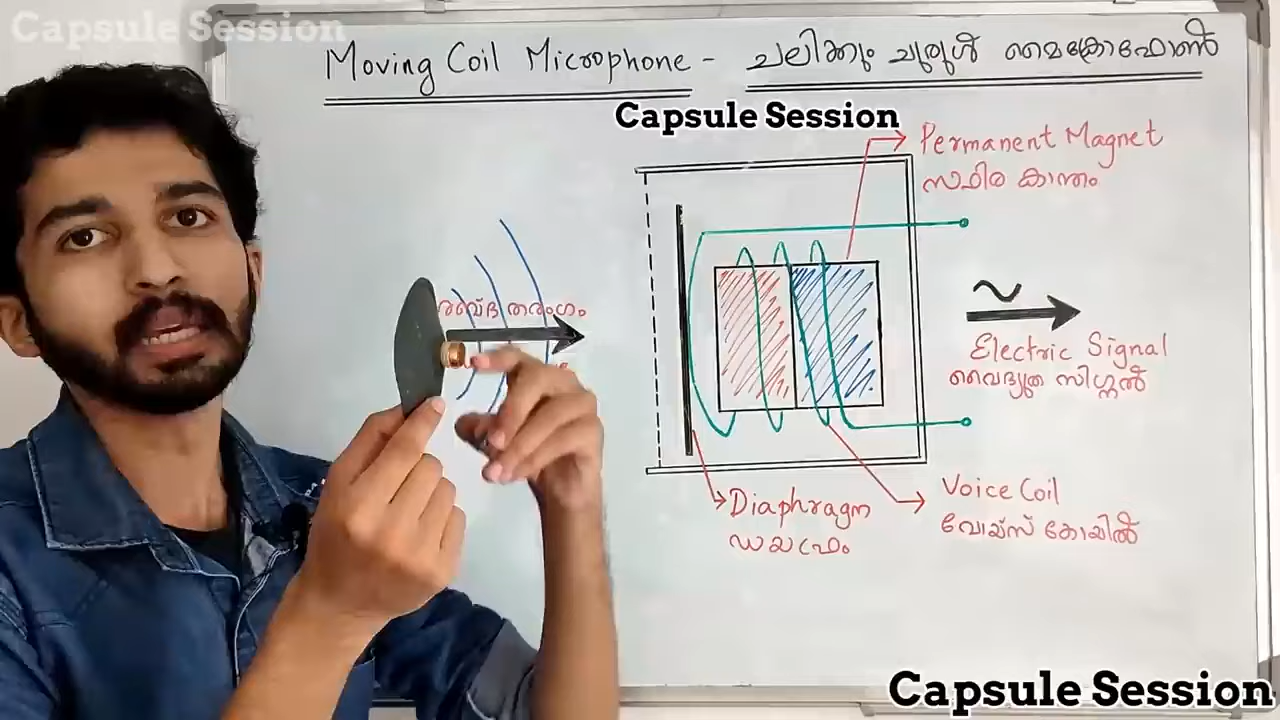 Capsule Session
Moving Coil Microphone - ചലിക്കും ചുരുൾ മൈക്രോഫോൺ
Capsule Session
Permanent Magnet
സ്ഥിര കാന്തം
ശബ്ദ തരംഗം
Electric Signal
വൈദ്യുത സിഗ്നൽ
Voice Coil
വോയ്സ് കോയിൽ
Diaphragm
ഡയഫ്രം
Capsule Session